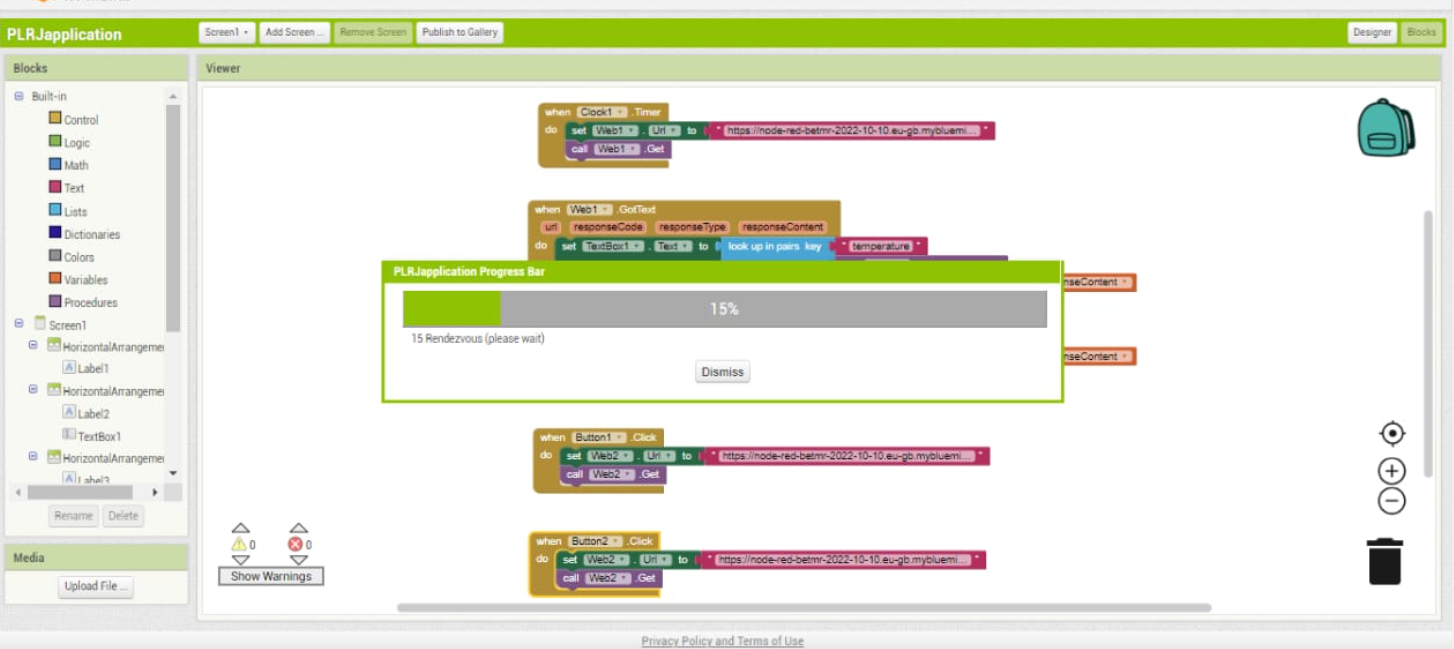 PLRJapplication
Screen1 Add Screen ... Remove Screen Publish to Gallery Designer Blocks
Blocks
Viewer
Built-in
Control
Logic
Math
Text
Lists
Dictionaries
Colors
Variables
Procedures
Screen1
HorizontalArrangemer
Label1
HorizontalArrangemer
Label2
TextBox1
HorizontalArrangemer
Label3
Rename Delete
Media
Upload File ...
when Clock1 .Timer
do set Web1 . Url to " https://node-red-betmr-2022-10-10.eu-gb.mybluemi... "
call Web1 .Get
when Web1 .GotText
url responseCode responseType responseContent
do set TextBox1 . Text to look up in pairs key " temperature "
nseContent
nseContent
PLRJapplication Progress Bar
15%
15 Rendezvous (please wait)
Dismiss
when Button1 .Click
do set Web2 . Url to " https://node-red-betmr-2022-10-10.eu-gb.mybluemi... "
call Web2 .Get
when Button2 .Click
do set Web2 . Url to " https://node-red-betmr-2022-10-10.eu-gb.mybluemi... "
call Web2 .Get
0 0
Show Warnings
Privacy Policy and Terms of Use